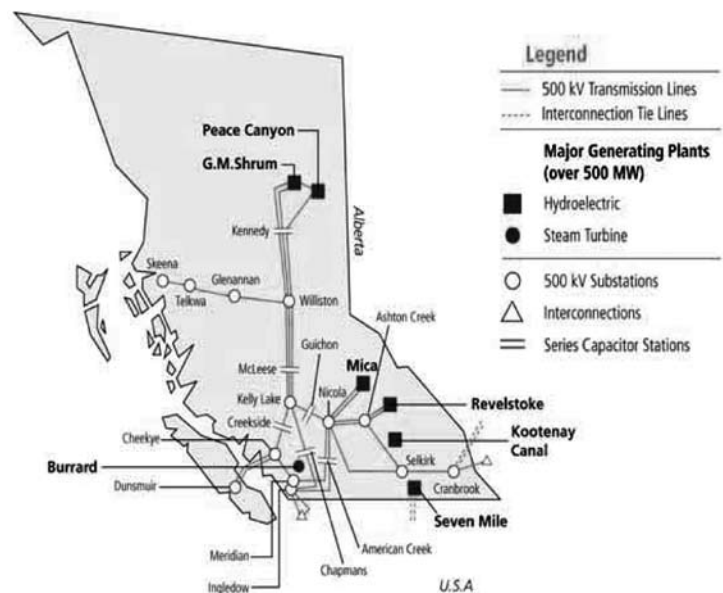 Legend
500 kV Transmission Lines
Interconnection Tie Lines
Major Generating Plants
(over 500 MW)
Hydroelectric
Steam Turbine
500 kV Substations
Interconnections
Series Capacitor Stations
Peace Canyon
G.M.Shrum
Alberta
Kennedy
Skeena
Glenannan
Telkwa
Williston
Ashton Creek
Guichon
McLeese
Mica
Nicola
Kelly Lake
Revelstoke
Creekside
Kootenay
Canal
Cheekye
Burrard
Selkirk
Dunsmuir
Cranbrook
Seven Mile
Meridian
American Creek
Chapmans
Ingledow
U.S.A